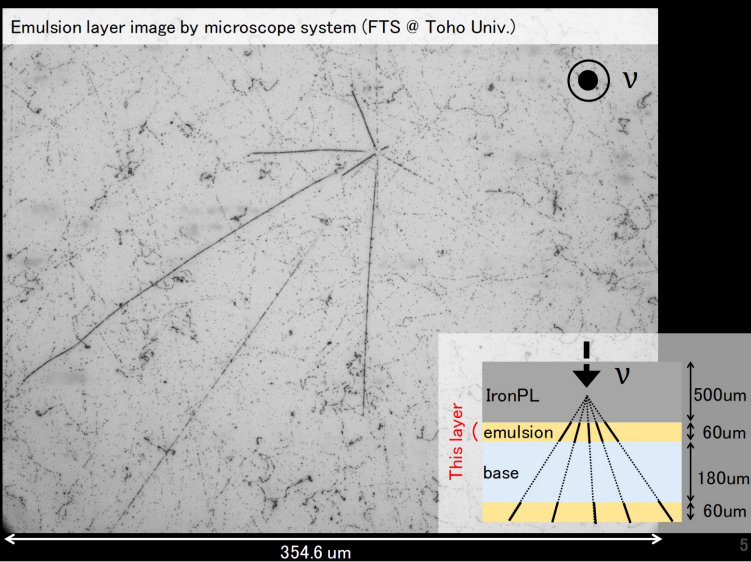 Emulsion layer image by microscope system (FTS @ Toho Univ.)
ν
ν
IronPL
500um
This layer
emulsion
60um
base
180um
60um
354.6 um
5